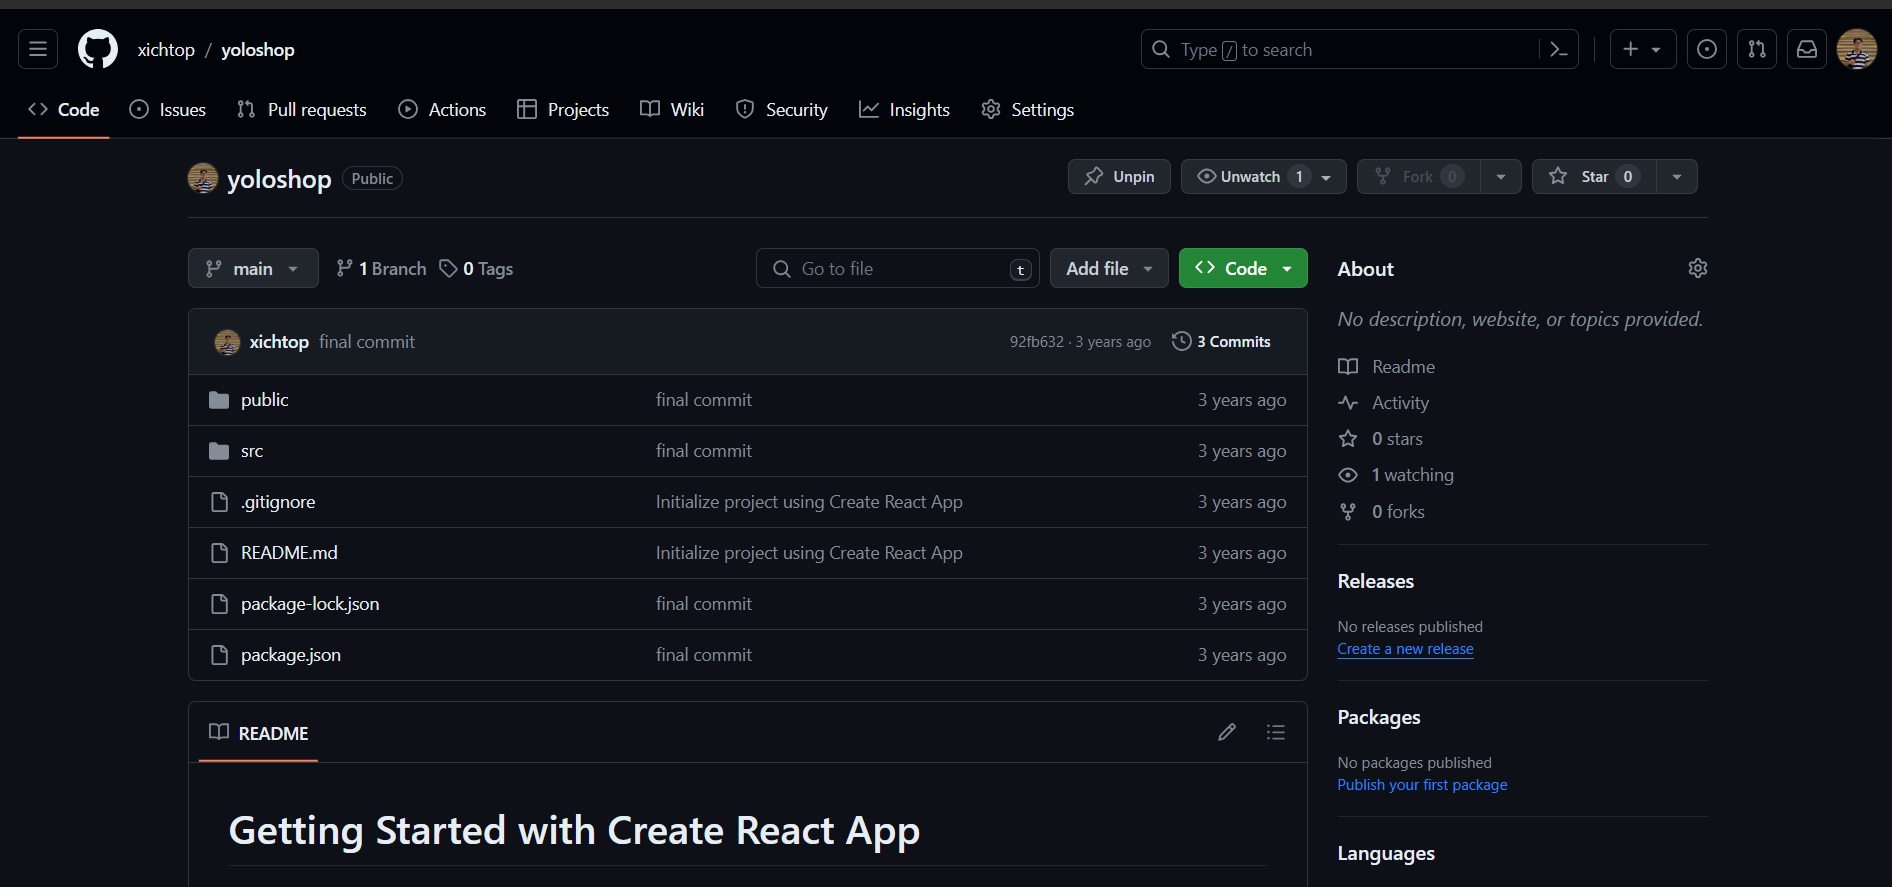 xichtop / yoloshop
Type / to search
Code Issues Pull requests Actions Projects Wiki Security Insights Settings
yoloshop Public
Unpin Unwatch 1 Fork 0 Star 0
main 1 Branch 0 Tags
Go to file t Add file Code
xichtop final commit 92fb632 · 3 years ago 3 Commits
public final commit 3 years ago
src final commit 3 years ago
.gitignore Initialize project using Create React App 3 years ago
README.md Initialize project using Create React App 3 years ago
package-lock.json final commit 3 years ago
package.json final commit 3 years ago
README
Getting Started with Create React App
About
No description, website, or topics provided.
Readme
Activity
0 stars
1 watching
0 forks
Releases
No releases published
Create a new release
Packages
No packages published
Publish your first package
Languages